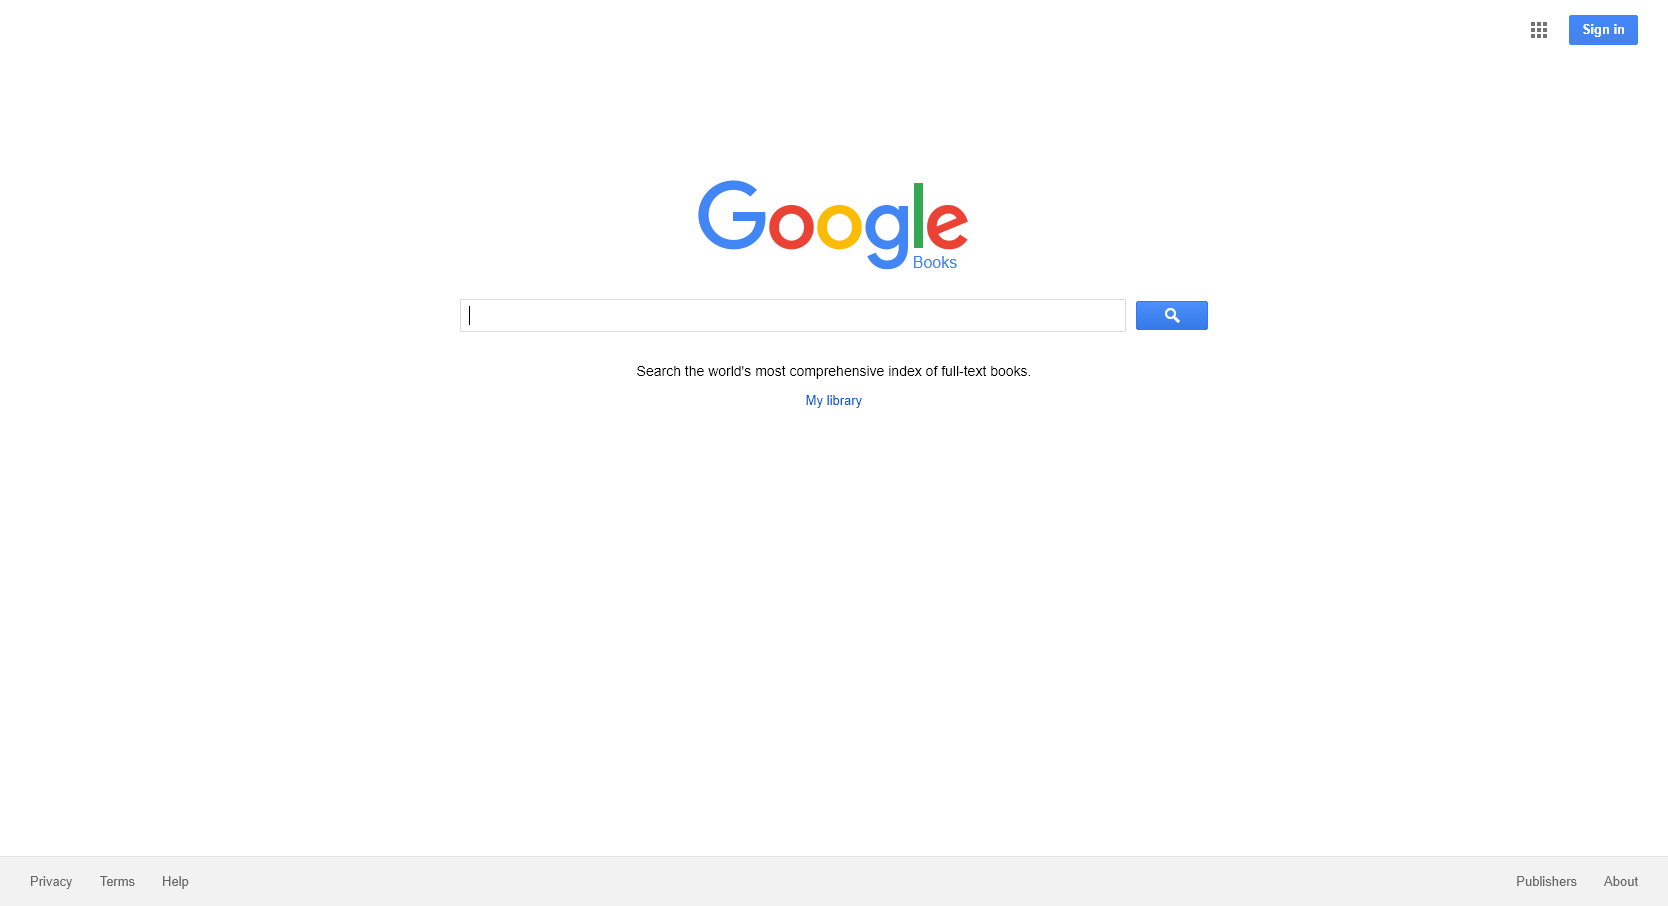 Sign in
Google
Books
Search the world's most comprehensive index of full-text books.
My library
Privacy Terms Help Publishers About